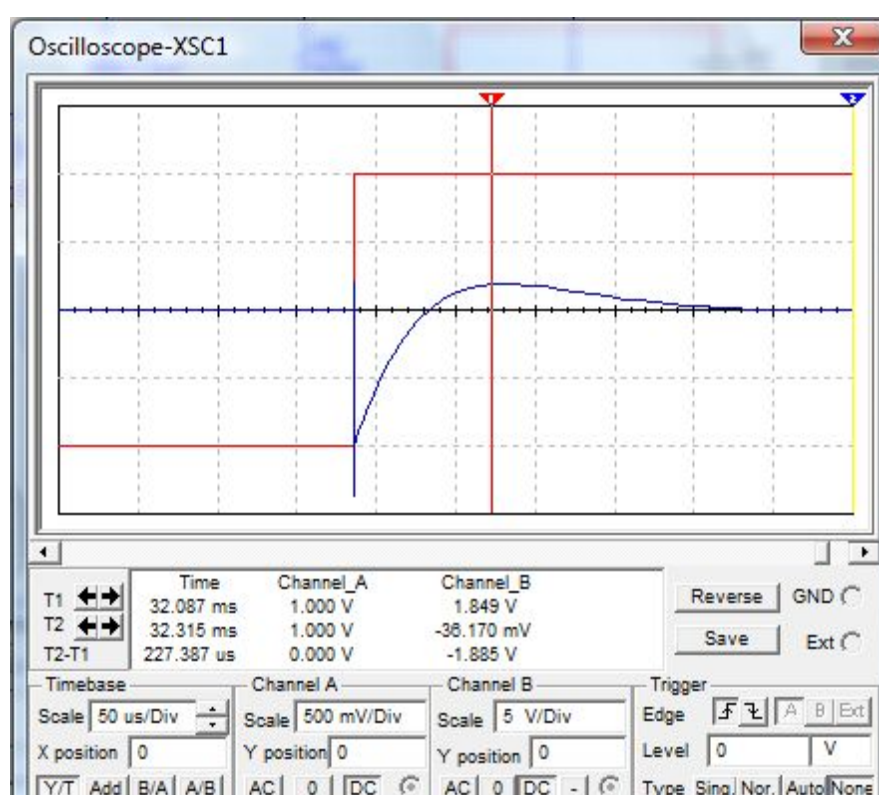 Oscilloscope-XSC1
1
2
Time Channel_A Channel_B
T1 32.087 ms 1.000 V 1.849 V
T2 32.315 ms 1.000 V -36.170 mV
T2-T1 227.387 us 0.000 V -1.885 V
Reverse GND
Save Ext
Timebase Channel A Channel B Trigger
Scale 50 us/Div Scale 500 mV/Div Scale 5 V/Div Edge A B Ext
X position 0 Y position 0 Y position 0 Level 0 V
Y/T Add B/A A/B AC 0 DC AC 0 DC - Type Sing. Nor. Auto None